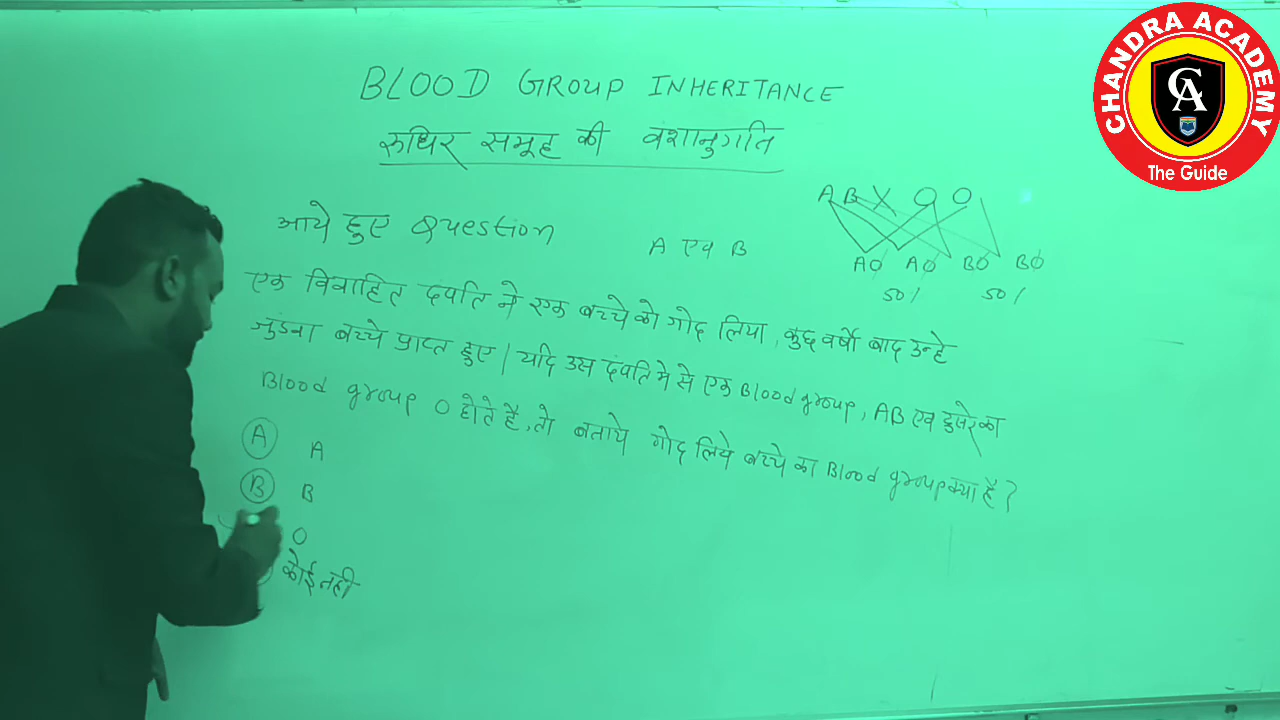 BLOOD GROUP INHERITANCE
रुधिर समूह की वंशानुगति
आये हुए Question
A एवं B
AB X OO
AO AO BO BO
50% 50%
एक विवाहित दंपति ने एक बच्चे को गोद लिया, कुछ वर्षो बाद उन्हे
जुड़वा बच्चे प्राप्त हुए | यदि उस दंपति मे से एक Blood group, AB एवं दुसरे का
Blood group O होते है, तो बताये गोद लिये बच्चे का Blood group क्या है?
A A
B B
O
कोई नही
CHANDRA ACADEMY
CA
The Guide